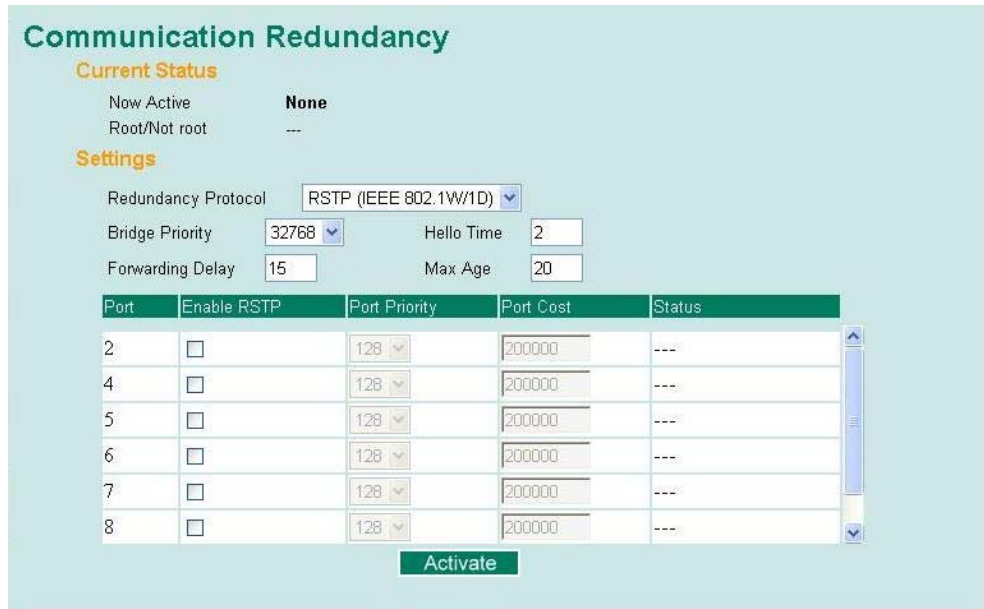 Communication Redundancy
Current Status
Now Active None
Root/Not root ---
Settings
Redundancy Protocol RSTP (IEEE 802.1W/1D)
Bridge Priority 32768 Hello Time 2
Forwarding Delay 15 Max Age 20
Port Enable RSTP Port Priority Port Cost Status
2 128 200000 ---
4 128 200000 ---
5 128 200000 ---
6 128 200000 ---
7 128 200000 ---
8 128 200000 ---
Activate